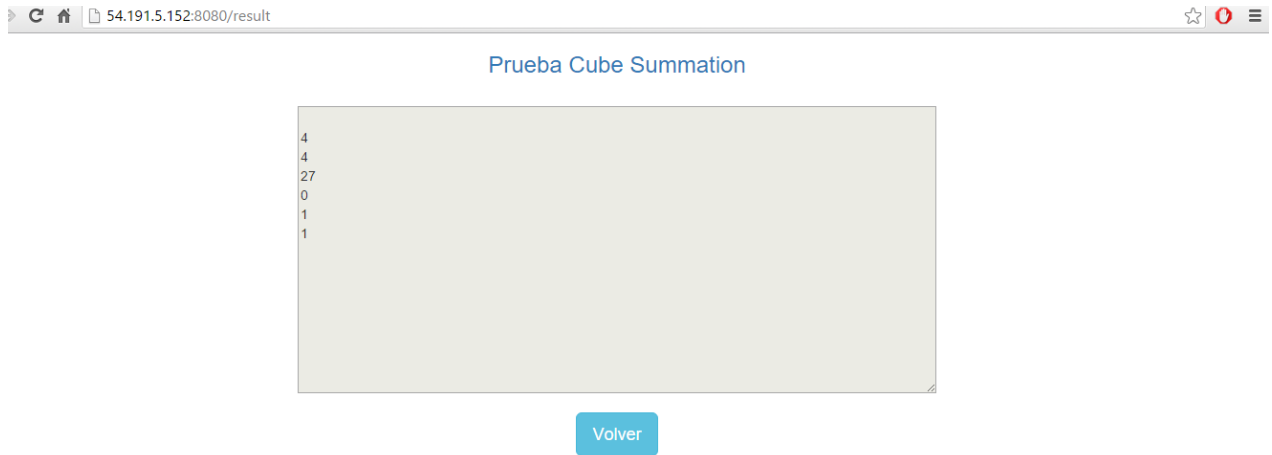 54.191.5.152:8080/result
Prueba Cube Summation
4
4
27
0
1
1
Volver